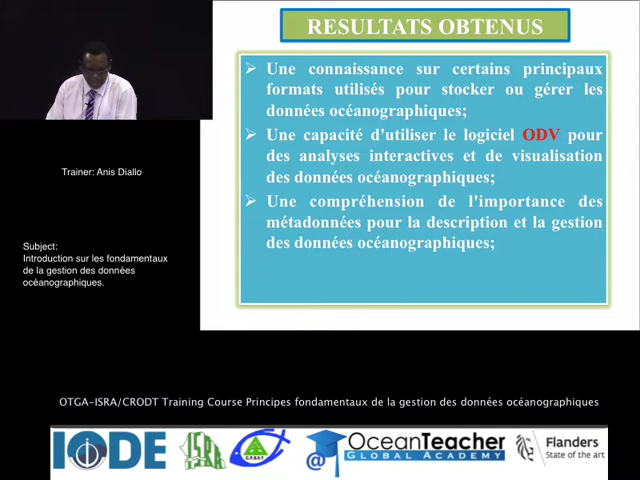 RESULTATS OBTENUS
Une connaissance sur certains principaux
formats utilisés pour stocker ou gérer les
données océanographiques;
Une capacité d'utiliser le logiciel ODV pour
des analyses interactives et de visualisation
des données océanographiques;
Une compréhension de l'importance des
métadonnées pour la description et la gestion
des données océanographiques;
Trainer: Anis Diallo
Subject:
Introduction sur les fondamentaux
de la gestion des données
océanographiques.
OTGA-ISRA/CRODT Training Course Principes fondamentaux de la gestion des données océanographiques
IODE
ISRA
@
OceanTeacher
GLOBAL ACADEMY
Flanders
State of the art